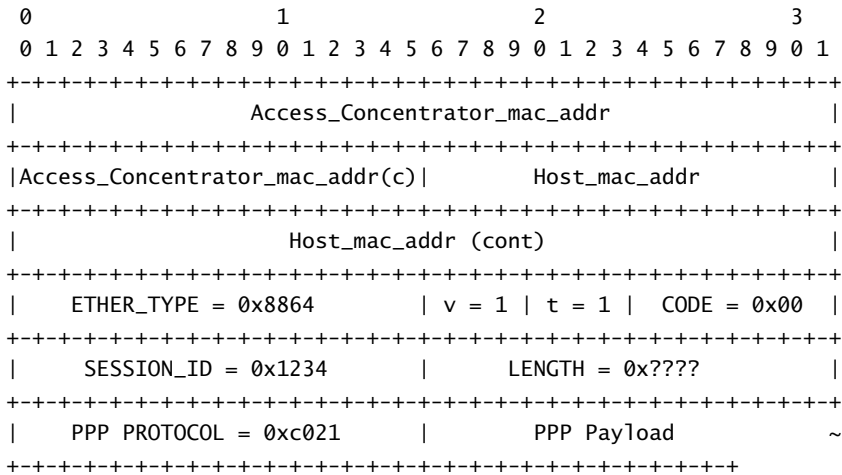 0                   1                   2                   3
 0 1 2 3 4 5 6 7 8 9 0 1 2 3 4 5 6 7 8 9 0 1 2 3 4 5 6 7 8 9 0 1
+-+-+-+-+-+-+-+-+-+-+-+-+-+-+-+-+-+-+-+-+-+-+-+-+-+-+-+-+-+-+-+-+
|                  Access_Concentrator_mac_addr                 |
+-+-+-+-+-+-+-+-+-+-+-+-+-+-+-+-+-+-+-+-+-+-+-+-+-+-+-+-+-+-+-+-+
|Access_Concentrator_mac_addr(c)|        Host_mac_addr          |
+-+-+-+-+-+-+-+-+-+-+-+-+-+-+-+-+-+-+-+-+-+-+-+-+-+-+-+-+-+-+-+-+
|                     Host_mac_addr (cont)                      |
+-+-+-+-+-+-+-+-+-+-+-+-+-+-+-+-+-+-+-+-+-+-+-+-+-+-+-+-+-+-+-+-+
|    ETHER_TYPE = 0x8864        | v = 1 | t = 1 |  CODE = 0x00  |
+-+-+-+-+-+-+-+-+-+-+-+-+-+-+-+-+-+-+-+-+-+-+-+-+-+-+-+-+-+-+-+-+
|     SESSION_ID = 0x1234       |      LENGTH = 0x????          |
+-+-+-+-+-+-+-+-+-+-+-+-+-+-+-+-+-+-+-+-+-+-+-+-+-+-+-+-+-+-+-+-+
|    PPP PROTOCOL = 0xc021      |        PPP Payload            ~
+-+-+-+-+-+-+-+-+-+-+-+-+-+-+-+-+-+-+-+-+-+-+-+-+-+-+-+-+